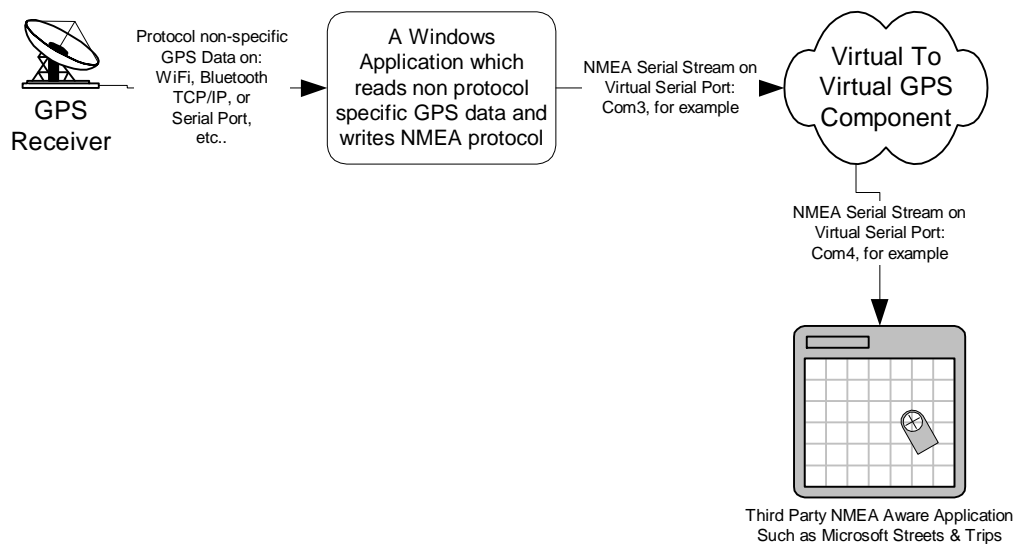 GPS
Receiver
Protocol non-specific
GPS Data on:
WiFi, Bluetooth
TCP/IP, or
Serial Port,
etc..
A Windows
Application which
reads non protocol
specific GPS data and
writes NMEA protocol
NMEA Serial Stream on
Virtual Serial Port:
Com3, for example
Virtual To
Virtual GPS
Component
NMEA Serial Stream on
Virtual Serial Port:
Com4, for example
Third Party NMEA Aware Application
Such as Microsoft Streets & Trips